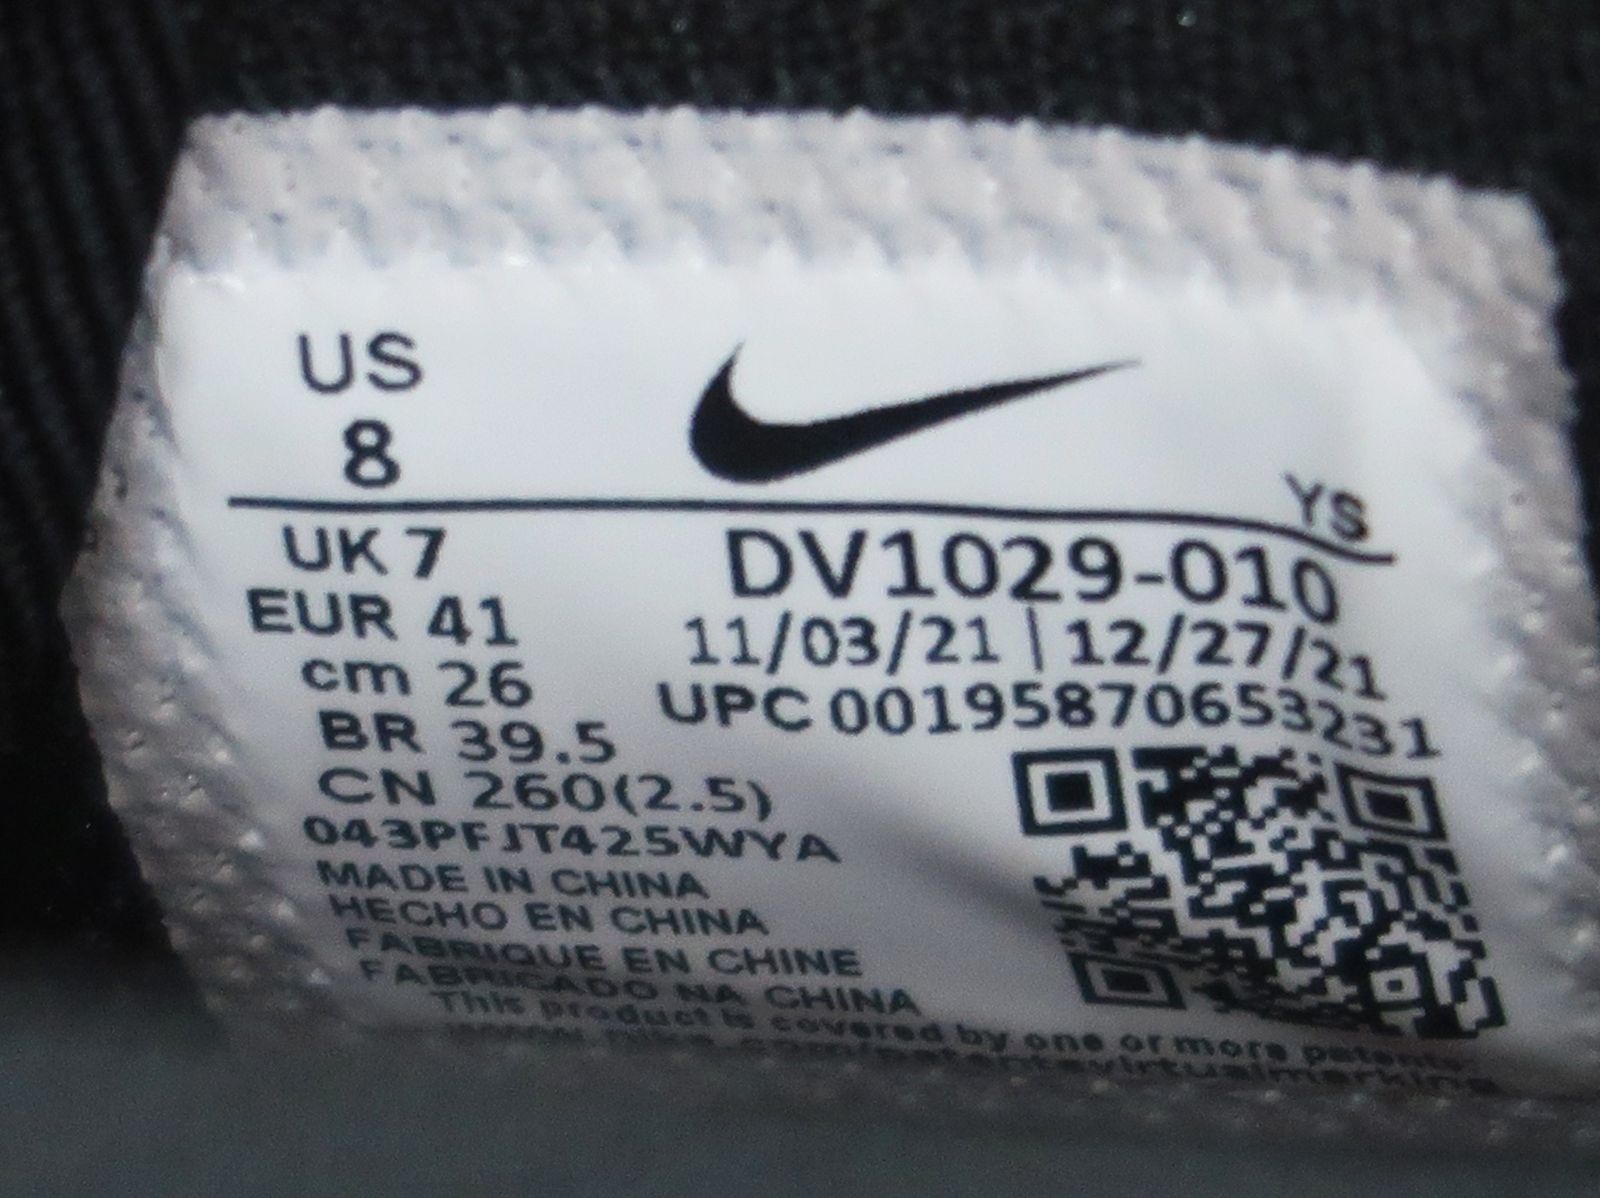 US
8
YS
UK 7
EUR 41
cm 26
BR 39.5
CN 260(2.5)
043PFJT425WYA
MADE IN CHINA
HECHO EN CHINA
FABRIQUE EN CHINE
FABRICADO NA CHINA
DV1029-010
11/03/21 | 12/27/21
UPC 00195870653231
This product is covered by one or more patents.